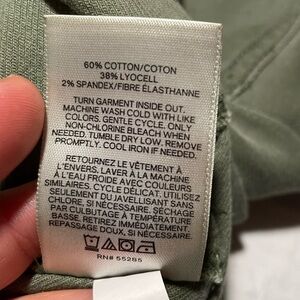 60% COTTON/COTON
38% LYOCELL
2% SPANDEX/FIBRE ÉLASTHANNE
TURN GARMENT INSIDE OUT.
MACHINE WASH COLD WITH LIKE
COLORS, GENTLE CYCLE. ONLY
NON-CHLORINE BLEACH WHEN
NEEDED. TUMBLE DRY LOW. REMOVE
PROMPTLY. COOL IRON IF NEEDED.
RETOURNEZ LE VÊTEMENT À
L'ENVERS. LAVER À LA MACHINE
À L'EAU FROIDE AVEC COULEURS
SIMILAIRES, CYCLE DÉLICAT. UTILISEZ
SEULEMENT DU JAVELLISANT SANS
CHLORE, SI NÉCESSAIRE. SÉCHAGE
PAR CULBUTAGE À TEMPÉRATURE
BASSE. RETIREZ IMMÉDIATEMENT.
REPASSAGE DOUX, SI NÉCESSAIRE.
RN# 55285